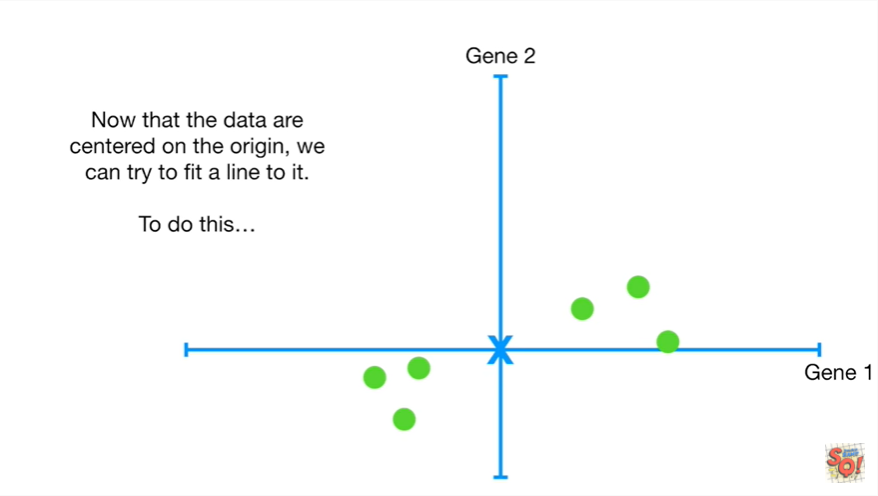 Gene 2
Now that the data are
centered on the origin, we
can try to fit a line to it.
To do this…
X
Gene 1
SQ!